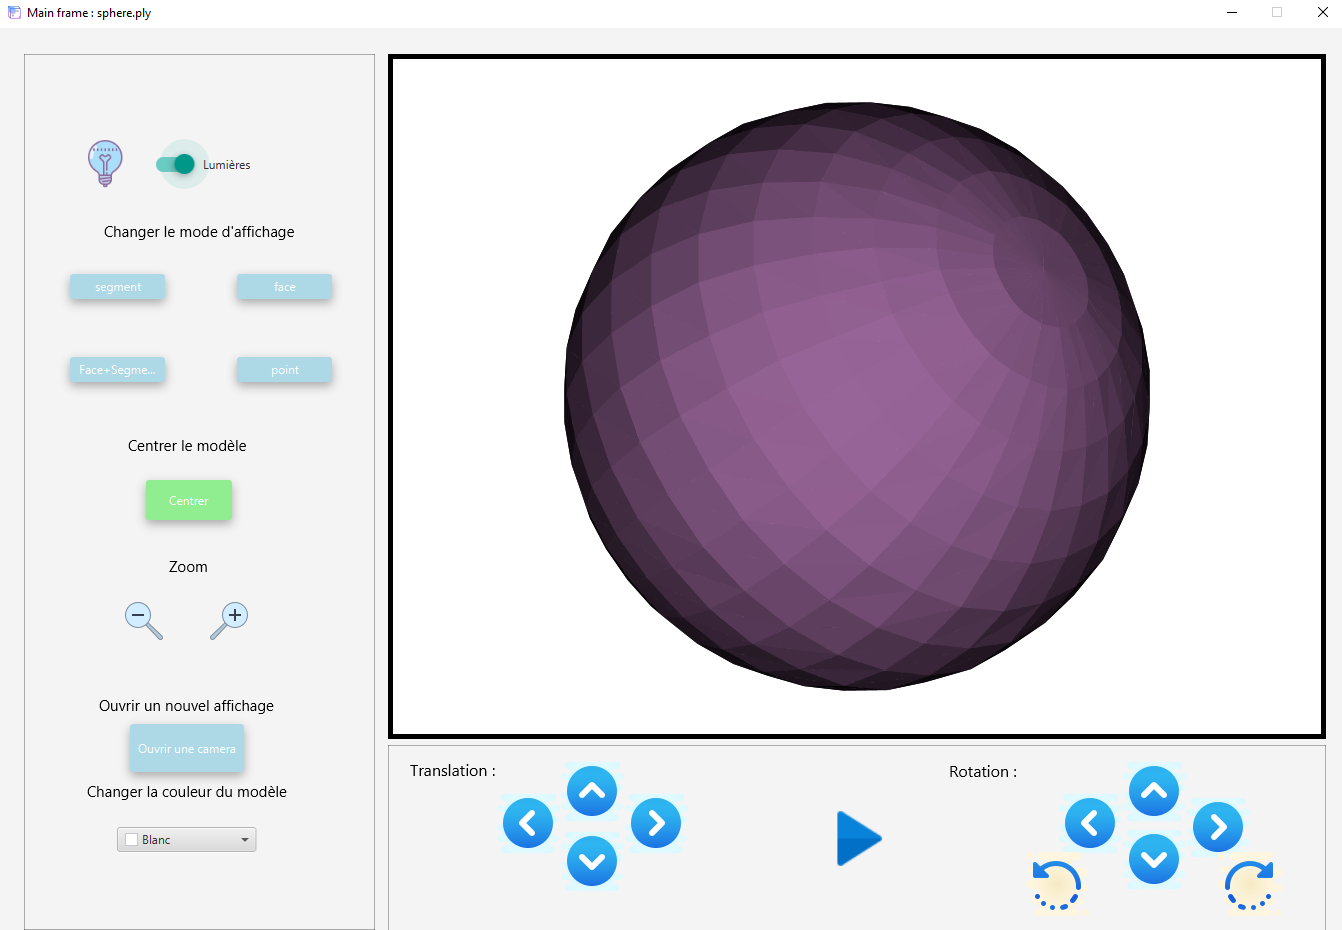 Main frame : sphere.ply
Lumières
Changer le mode d'affichage
segment
face
Face+Segme...
point
Centrer le modèle
Centrer
Zoom
Ouvrir un nouvel affichage
Ouvrir une camera
Changer la couleur du modèle
Blanc
Translation :
Rotation :